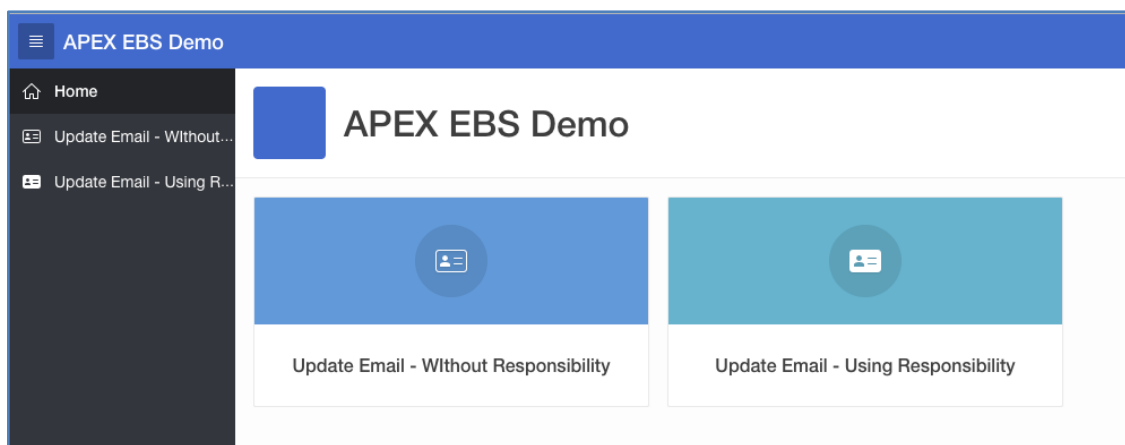 APEX EBS Demo
Home
Update Email - WIthout...
Update Email - Using R...
APEX EBS Demo
Update Email - WIthout Responsibility
Update Email - Using Responsibility